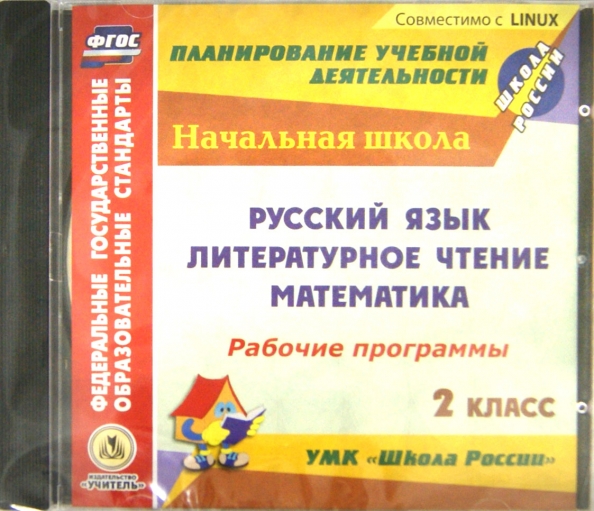 Совместимо с LINUX
ФГОС
ПЛАНИРОВАНИЕ УЧЕБНОЙ
ДЕЯТЕЛЬНОСТИ
ШКОЛА
РОССИИ
Начальная школа
ФЕДЕРАЛЬНЫЕ ГОСУДАРСТВЕННЫЕ
ОБРАЗОВАТЕЛЬНЫЕ СТАНДАРТЫ
РУССКИЙ ЯЗЫК
ЛИТЕРАТУРНОЕ ЧТЕНИЕ
МАТЕМАТИКА
Рабочие программы
2 КЛАСС
УМК «Школа России»
ИЗДАТЕЛЬСТВО
«УЧИТЕЛЬ»